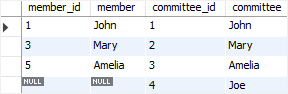 member_id member committee_id committee
1 John 1 John
3 Mary 2 Mary
5 Amelia 3 Amelia
NULL NULL 4 Joe